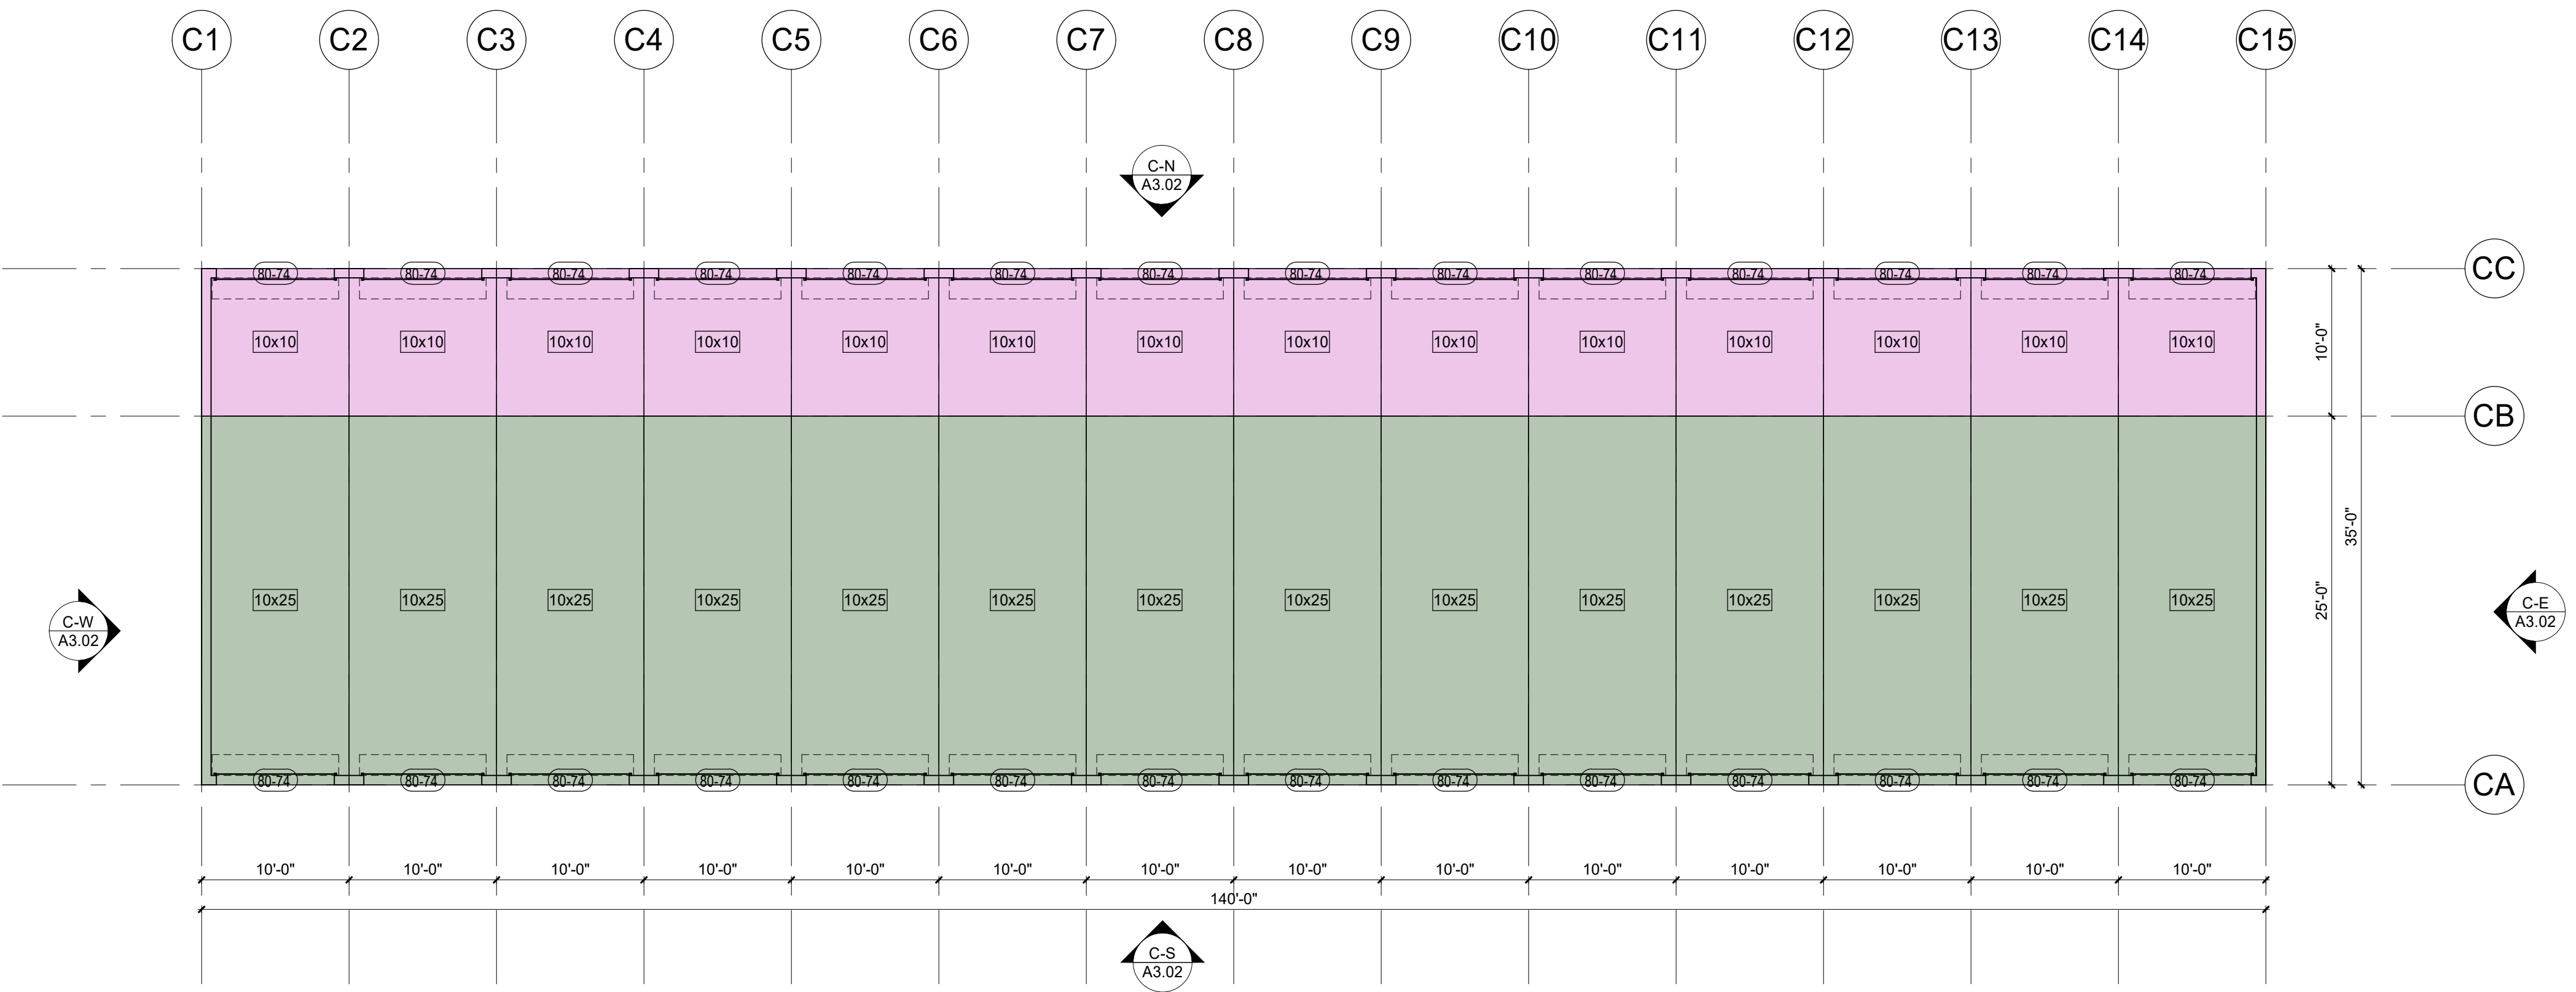 C1 C2 C3 C4 C5 C6 C7 C8 C9 C10 C11 C12 C13 C14 C15
C-N
A3.02
80-74 80-74 80-74 80-74 80-74 80-74 80-74 80-74 80-74 80-74 80-74 80-74 80-74 80-74 CC
10x10 10x10 10x10 10x10 10x10 10x10 10x10 10x10 10x10 10x10 10x10 10x10 10x10 10x10 10'-0"
CB
35'-0"
10x25 10x25 10x25 10x25 10x25 10x25 10x25 10x25 10x25 10x25 10x25 10x25 10x25 10x25 25'-0"
C-W
A3.02
C-E
A3.02
80-74 80-74 80-74 80-74 80-74 80-74 80-74 80-74 80-74 80-74 80-74 80-74 80-74 80-74 CA
10'-0" 10'-0" 10'-0" 10'-0" 10'-0" 10'-0" 10'-0" 10'-0" 10'-0" 10'-0" 10'-0" 10'-0" 10'-0" 10'-0"
140'-0"
C-S
A3.02